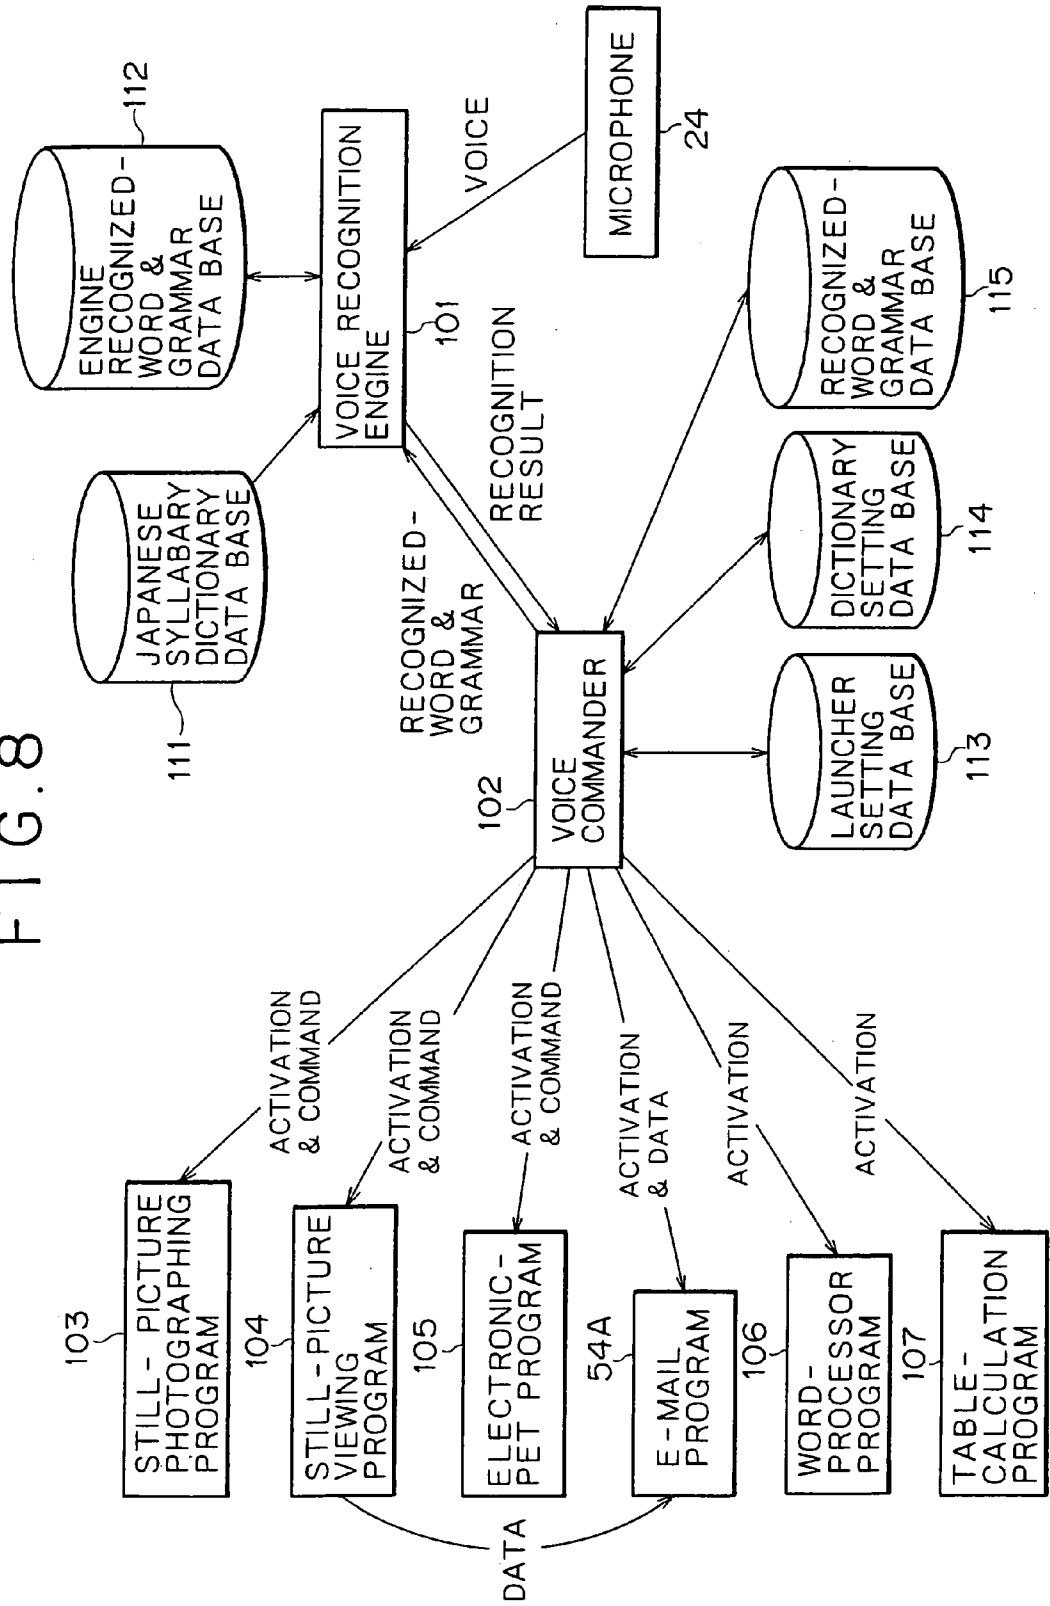 FIG.8
103
STILL-PICTURE
PHOTOGRAPHING
PROGRAM
104
STILL-PICTURE
VIEWING
PROGRAM
105
ELECTRONIC-
PET PROGRAM
54A
E-MAIL
PROGRAM
106
WORD-
PROCESSOR
PROGRAM
107
TABLE-
CALCULATION
PROGRAM
DATA
ACTIVATION
& COMMAND
ACTIVATION
& COMMAND
ACTIVATION
& COMMAND
ACTIVATION
& DATA
ACTIVATION
ACTIVATION
102
VOICE
COMMANDER
111
JAPANESE
SYLLABARY
DICTIONARY
DATA BASE
112
ENGINE
RECOGNIZED-
WORD &
GRAMMAR
DATA BASE
VOICE RECOGNITION
ENGINE
101
RECOGNIZED-
WORD &
GRAMMAR
RECOGNITION
RESULT
VOICE
MICROPHONE
24
LAUNCHER
SETTING
DATA BASE
113
DICTIONARY
SETTING
DATA BASE
114
RECOGNIZED-
WORD &
GRAMMAR
DATA BASE
115